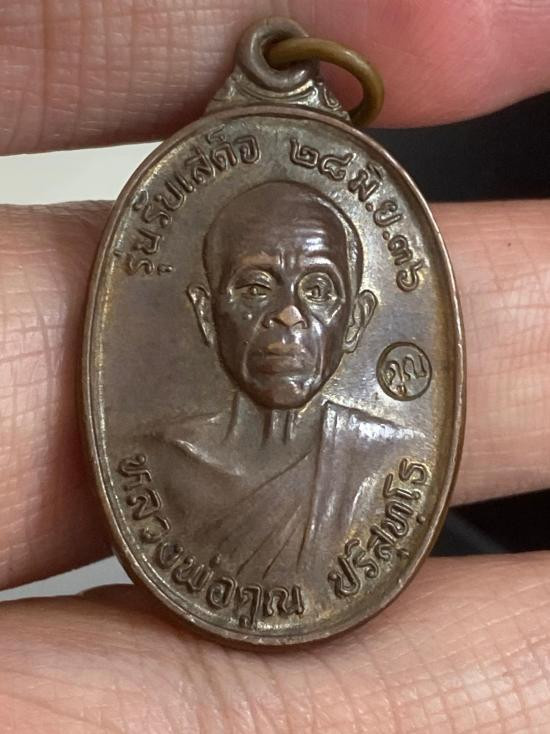 รุ่นรับเสด็จ ๒๘ มิ.ย.๓๖
คูณ
หลวงพ่อคูณ ปริสุทฺโธ